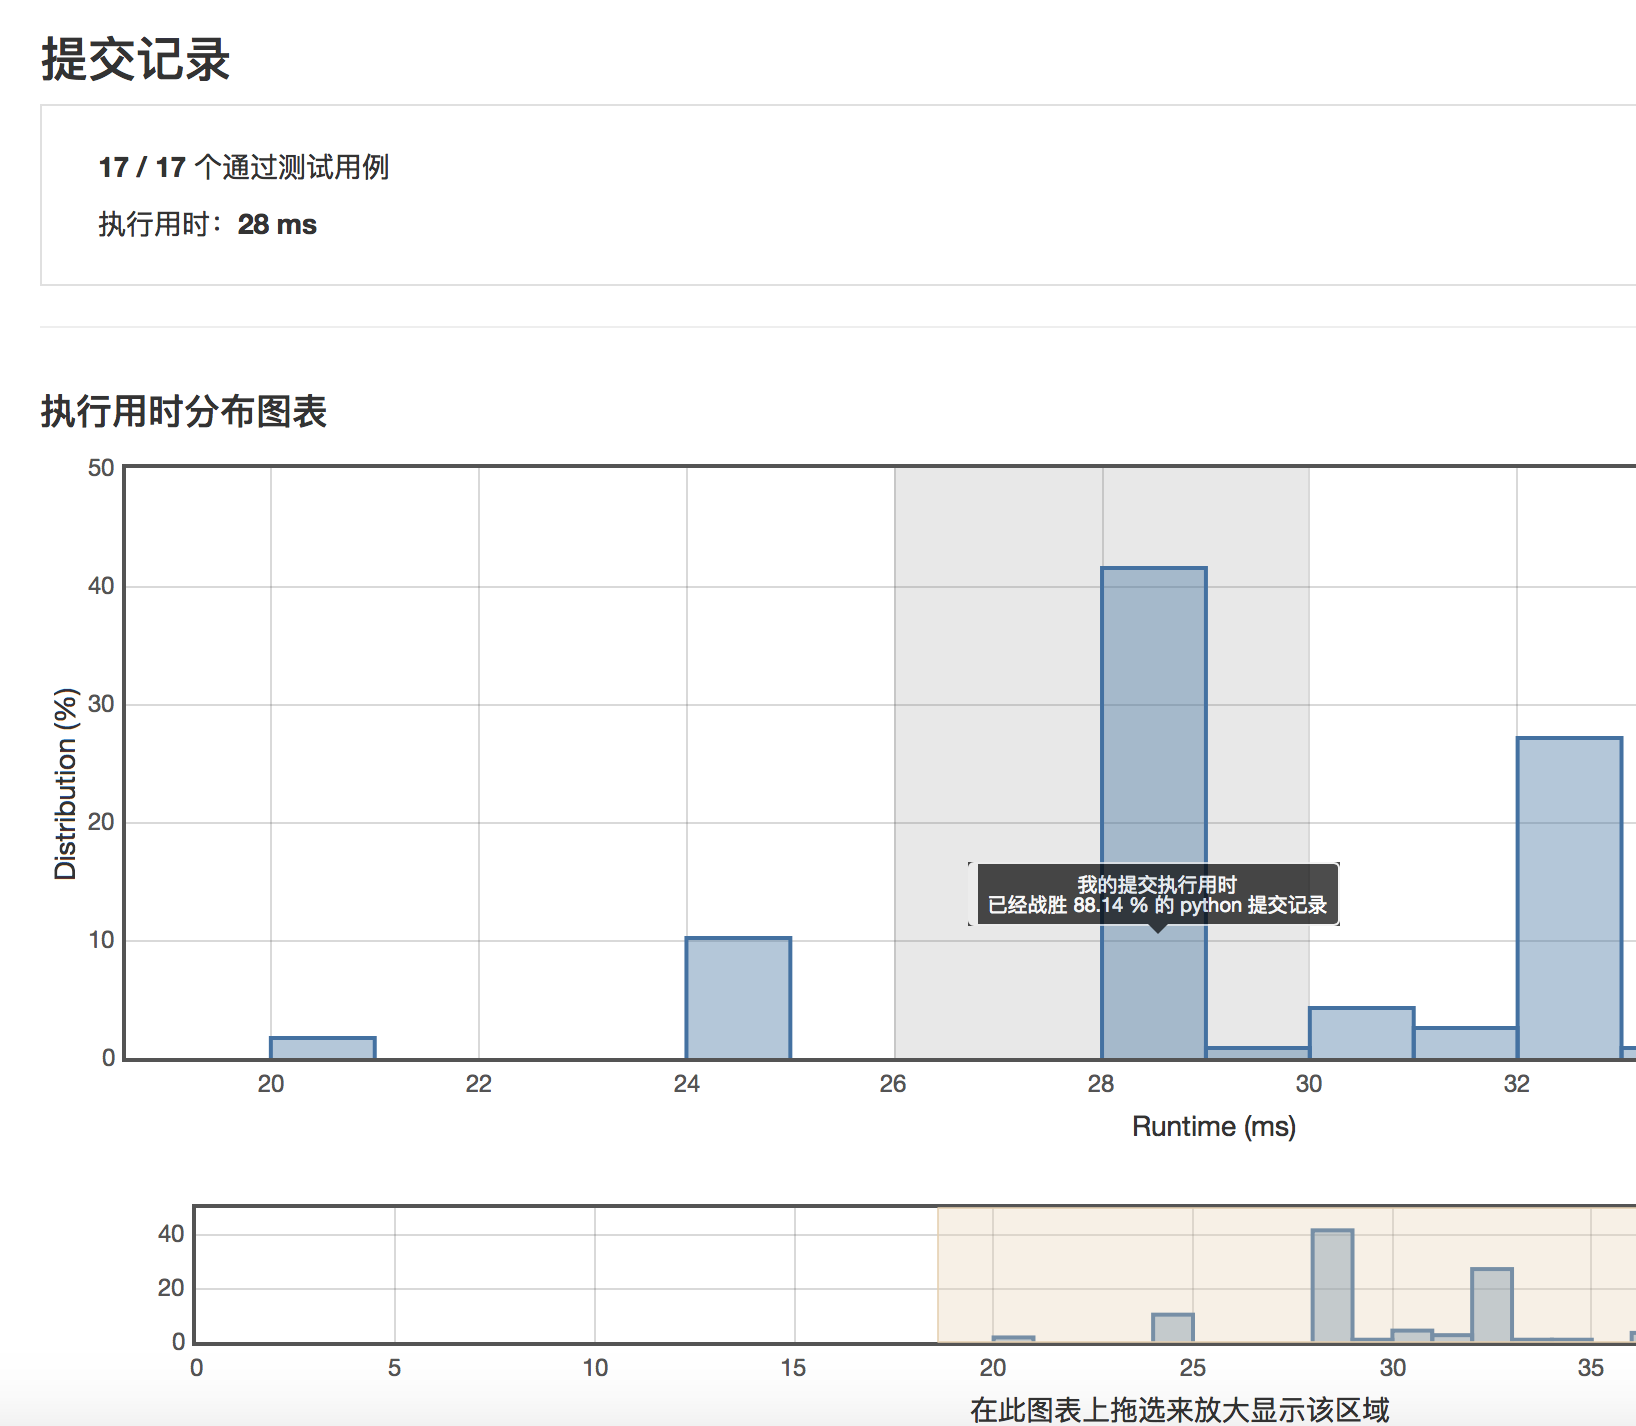 提交记录
17 / 17 个通过测试用例
执行用时：28 ms
执行用时分布图表
50
40
30
20
10
0
Distribution (%)
我的提交执行用时
已经战胜 88.14 % 的 python 提交记录
20 22 24 26 28 30 32
Runtime (ms)
40
20
0
0 5 10 15 20 25 30 35
在此图表上拖选来放大显示该区域